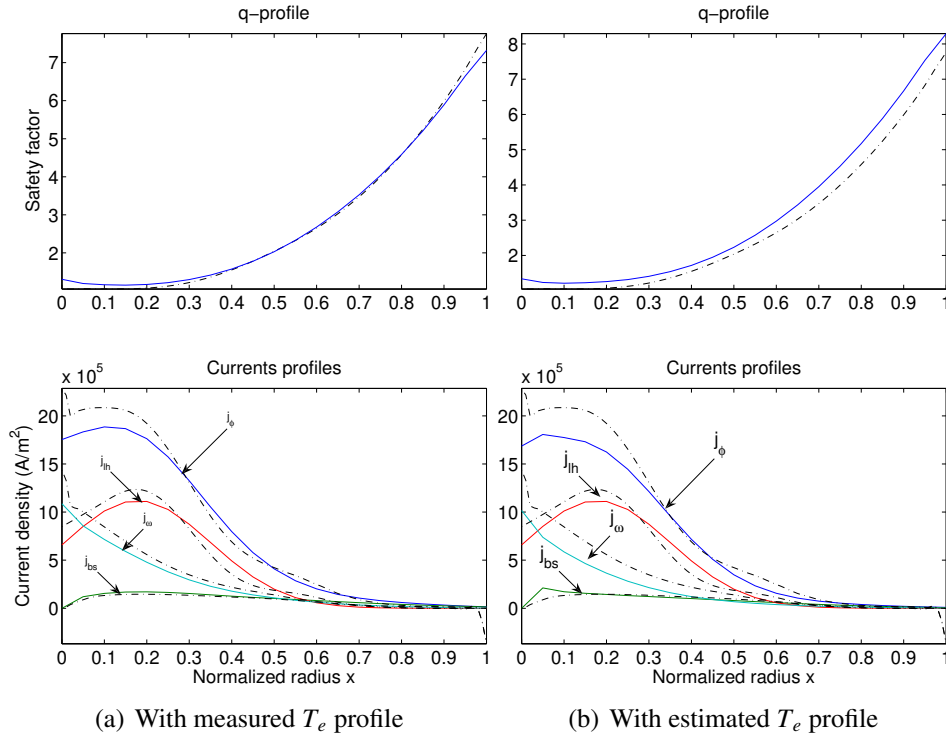 q−profile
7
6
5
4
3
2
Safety factor
0 0.1 0.2 0.3 0.4 0.5 0.6 0.7 0.8 0.9 1
q−profile
8
7
6
5
4
3
2
0 0.1 0.2 0.3 0.4 0.5 0.6 0.7 0.8 0.9 1
Currents profiles
x 10^5
20
15
10
5
0
Current density (A/m^2)
j_ϕ
j_lh
j_ω
j_bs
0 0.1 0.2 0.3 0.4 0.5 0.6 0.7 0.8 0.9 1
Normalized radius x
(a) With measured T_e profile
Currents profiles
x 10^5
20
15
10
5
0
j_ϕ
j_lh
j_ω
j_bs
0 0.1 0.2 0.3 0.4 0.5 0.6 0.7 0.8 0.9 1
Normalized radius x
(b) With estimated T_e profile